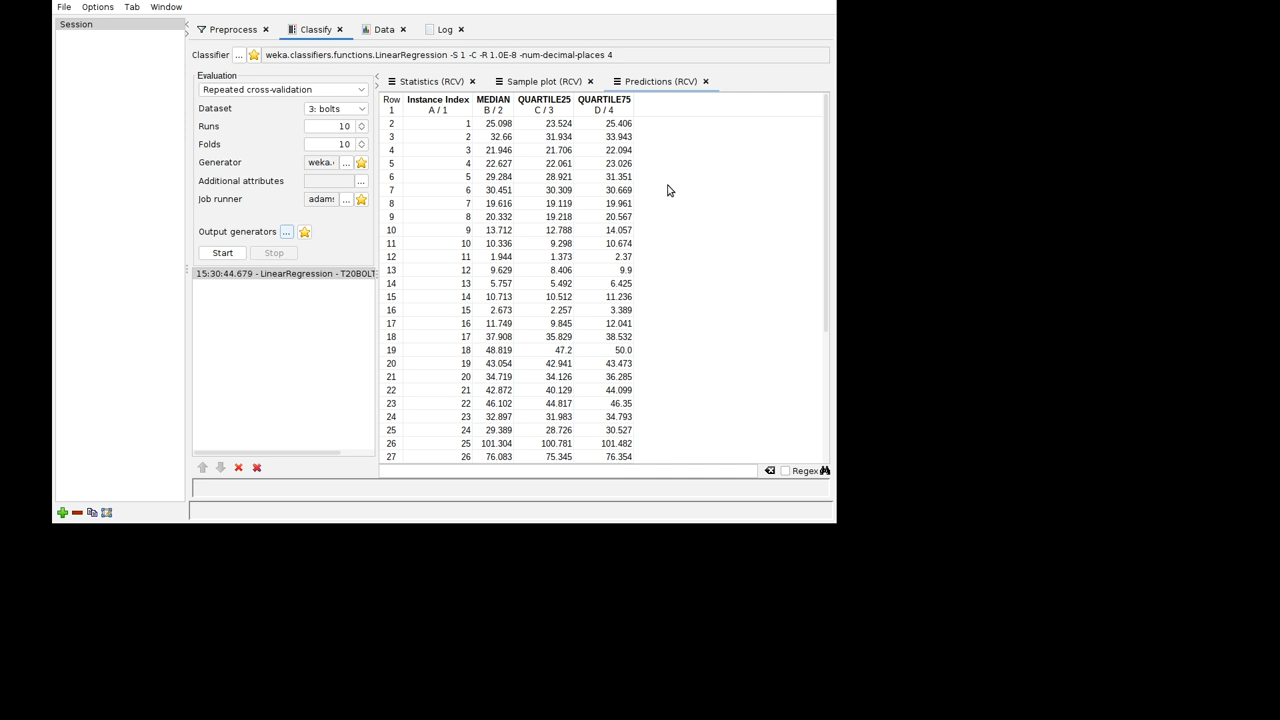 File Options Tab Window
Session
Preprocess Classify Data Log
Classifier ... weka.classifiers.functions.LinearRegression -S 1 -C -R 1.0E-8 -num-decimal-places 4
Evaluation
Repeated cross-validation
Dataset 3: bolts
Runs 10
Folds 10
Generator weka. ...
Additional attributes ...
Job runner adams ...
Output generators ...
Start Stop
15:30:44.679 - LinearRegression - T20BOLT
Statistics (RCV) Sample plot (RCV) Predictions (RCV)
Row Instance Index MEDIAN QUARTILE25 QUARTILE75
1 A / 1 B / 2 C / 3 D / 4
2 1 25.098 23.524 25.406
3 2 32.66 31.934 33.943
4 3 21.946 21.706 22.094
5 4 22.627 22.061 23.026
6 5 29.284 28.921 31.351
7 6 30.451 30.309 30.669
8 7 19.616 19.119 19.961
9 8 20.332 19.218 20.567
10 9 13.712 12.788 14.057
11 10 10.336 9.298 10.674
12 11 1.944 1.373 2.37
13 12 9.629 8.406 9.9
14 13 5.757 5.492 6.425
15 14 10.713 10.512 11.236
16 15 2.673 2.257 3.389
17 16 11.749 9.845 12.041
18 17 37.908 35.829 38.532
19 18 48.819 47.2 50.0
20 19 43.054 42.941 43.473
21 20 34.719 34.126 36.285
22 21 42.872 40.129 44.099
23 22 46.102 44.817 46.35
24 23 32.897 31.983 34.793
25 24 29.389 28.726 30.527
26 25 101.304 100.781 101.482
27 26 76.083 75.345 76.354
Regex